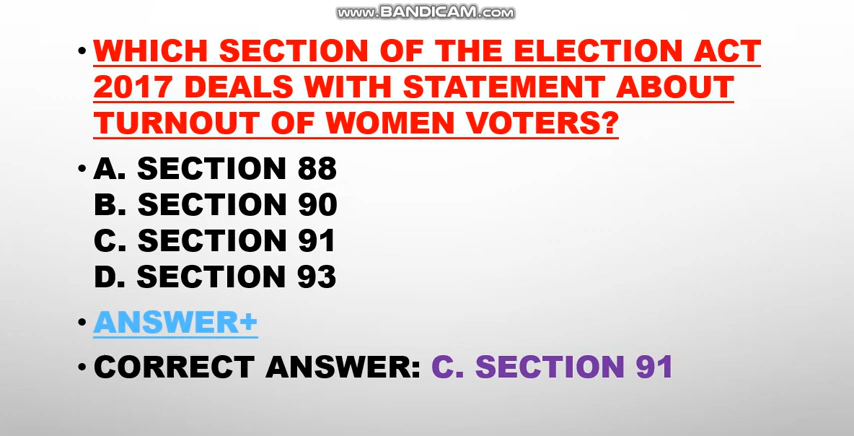 www.BANDICAM.com
• WHICH SECTION OF THE ELECTION ACT
2017 DEALS WITH STATEMENT ABOUT
TURNOUT OF WOMEN VOTERS?
• A. SECTION 88
B. SECTION 90
C. SECTION 91
D. SECTION 93
• ANSWER+
• CORRECT ANSWER: C. SECTION 91